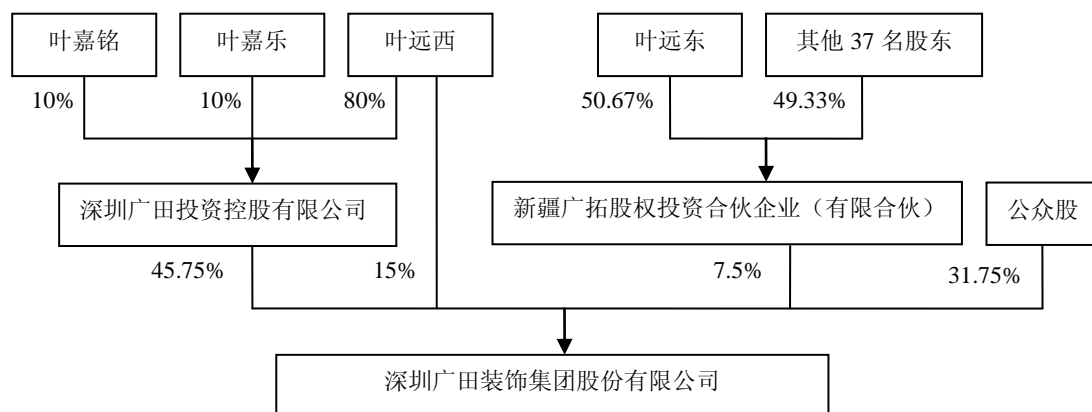 叶嘉铭
叶嘉乐
叶远西
叶远东
其他 37 名股东
10%
10%
80%
50.67%
49.33%
深圳广田投资控股有限公司
新疆广拓股权投资合伙企业（有限合伙）
公众股
45.75%
15%
7.5%
31.75%
深圳广田装饰集团股份有限公司